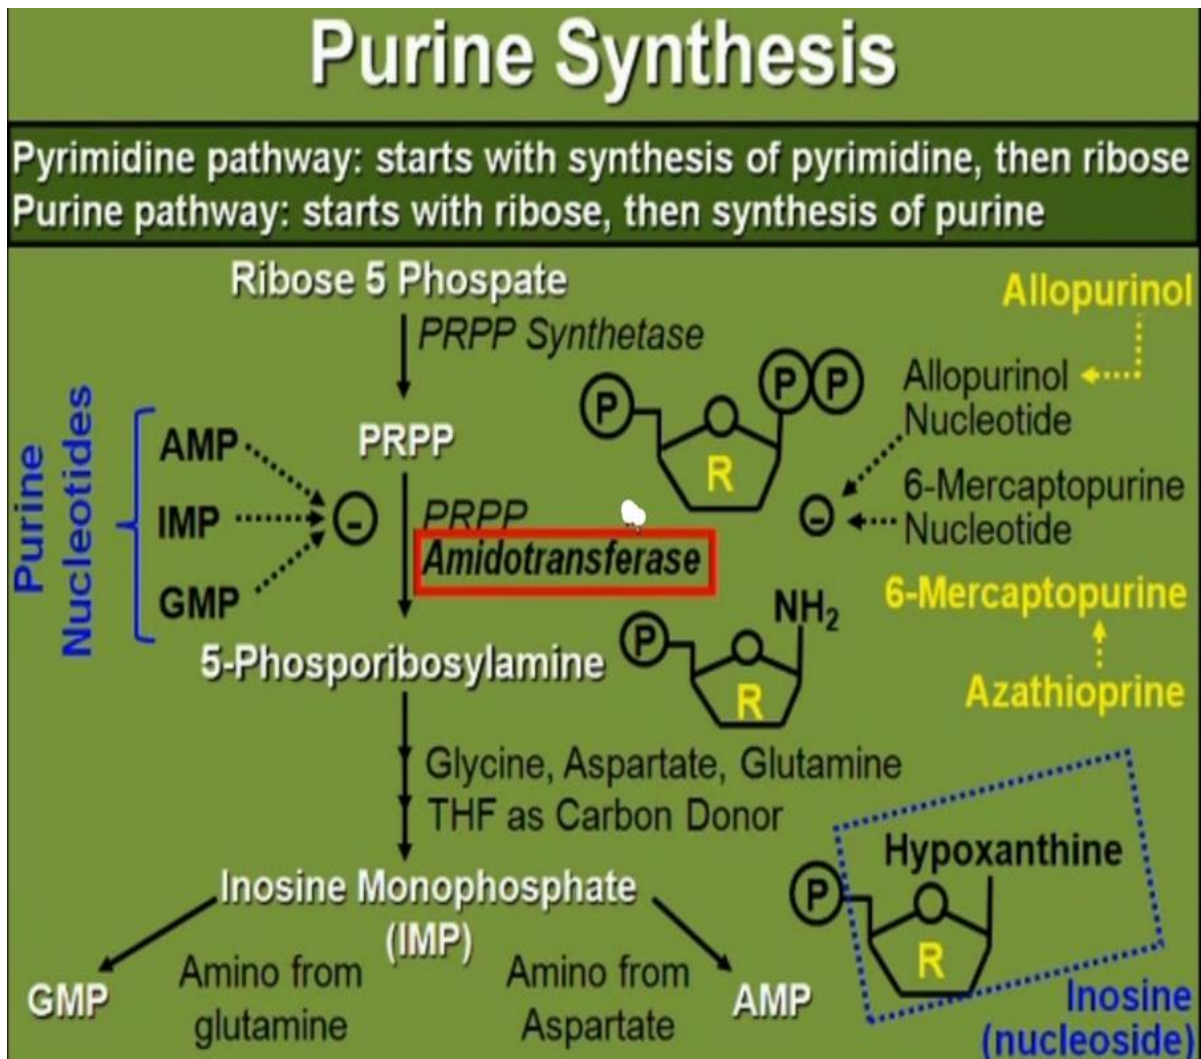 Purine Synthesis
Pyrimidine pathway: starts with synthesis of pyrimidine, then ribose
Purine pathway: starts with ribose, then synthesis of purine
Ribose 5 Phospate
PRPP Synthetase
Allopurinol
Allopurinol
Nucleotide
P
P P
R
Purine
Nucleotides
AMP
IMP
GMP
-
PRPP
PRPP
Amidotransferase
-
6-Mercaptopurine
Nucleotide
6-Mercaptopurine
Azathioprine
5-Phosporibosylamine
P
NH2
R
Glycine, Aspartate, Glutamine
THF as Carbon Donor
Inosine Monophosphate
(IMP)
GMP
Amino from
glutamine
Amino from
Aspartate
AMP
Hypoxanthine
P
R
Inosine
(nucleoside)